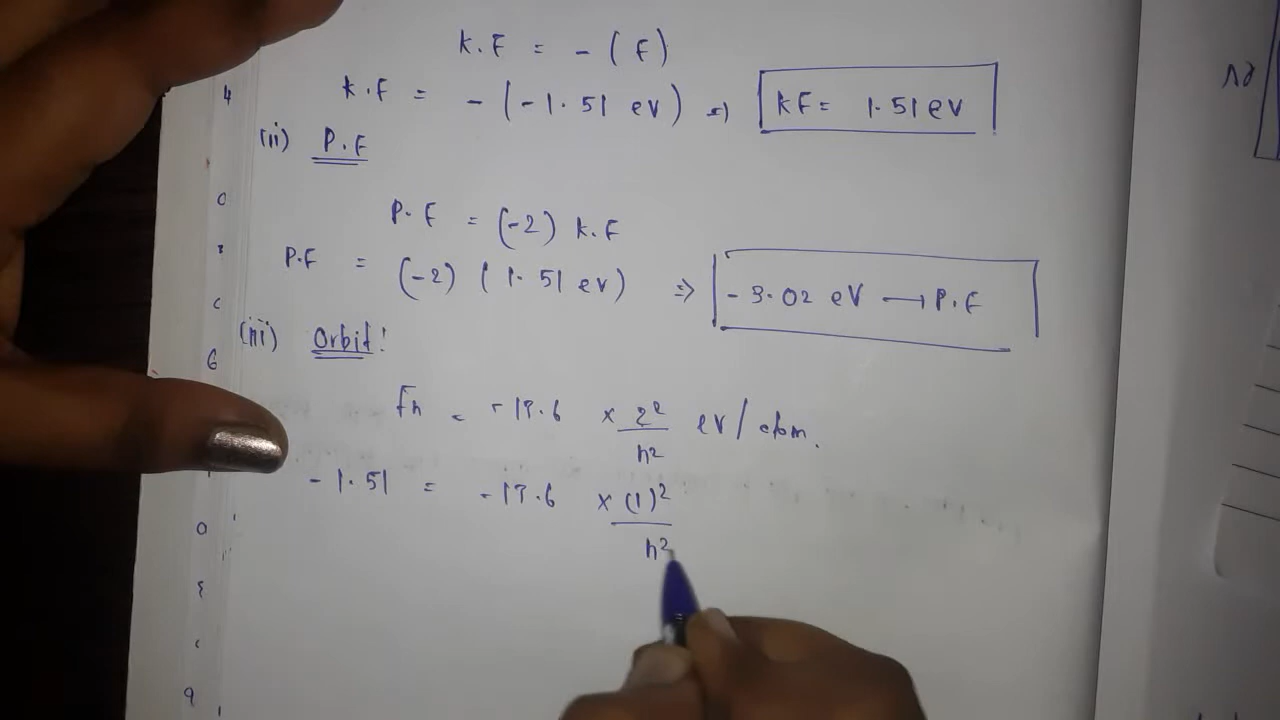 K.E = - (E)
K.E = - (-1.51 ev) => KE = 1.51 ev
(ii) P.E
P.E = (-2) K.E
P.E = (-2) (1.51 ev) => -3.02 eV → P.E
(iii) Orbit:
En = -13.6 × z²/n² ev/atom.
-1.51 = -13.6 × (1)²/n²